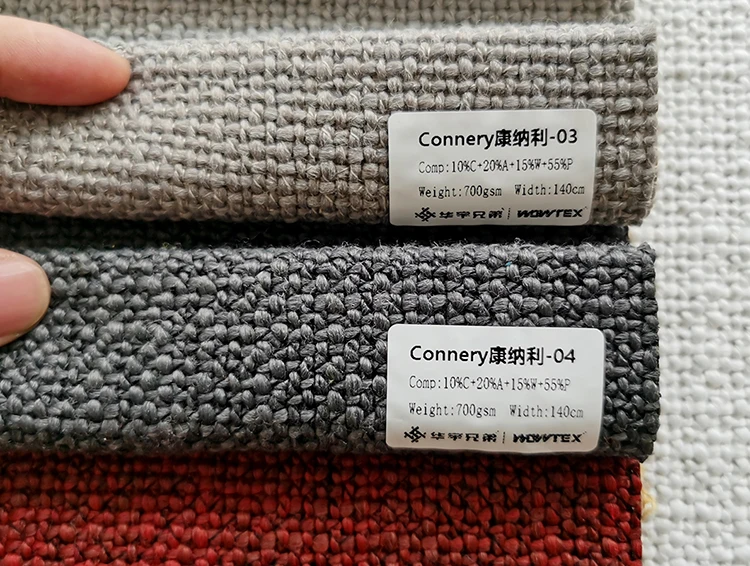 Connery康纳利-03
Comp:10%C+20%A+15%W+55%P
Weight:700gsm Width:140cm
华宇兄弟 WOWTEX
Connery康纳利-04
Comp:10%C+20%A+15%W+55%P
Weight:700gsm Width:140cm
华宇兄弟 WOWTEX